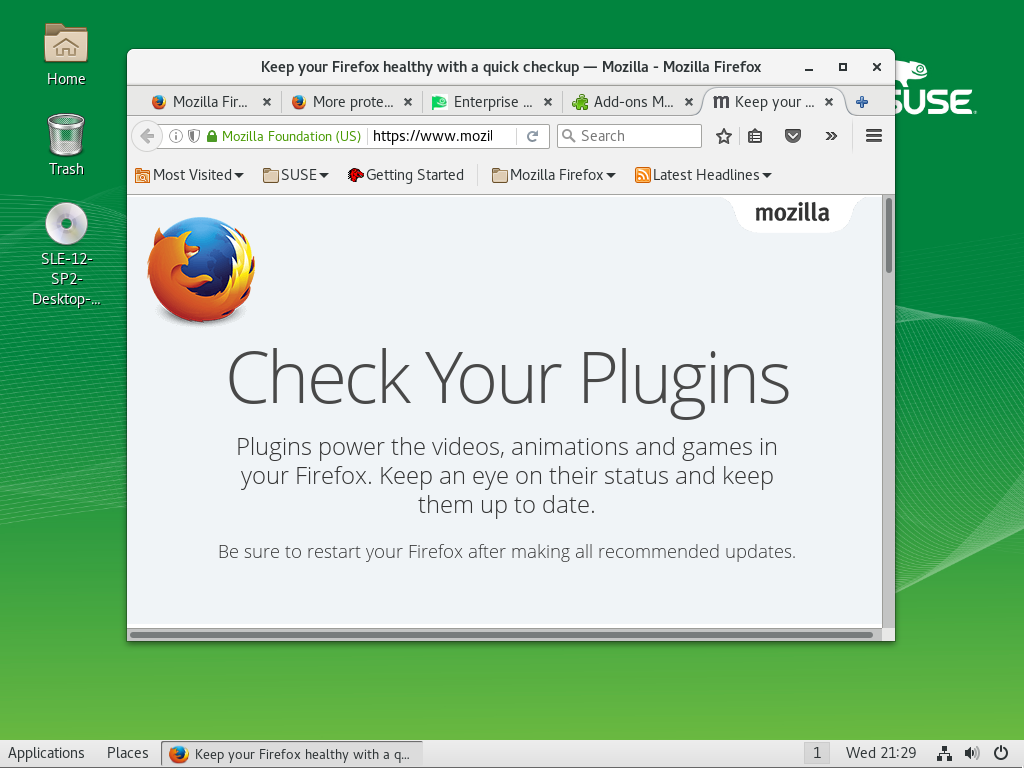 Home
Trash
SLE-12-
SP2-
Desktop-...
SUSE
Keep your Firefox healthy with a quick checkup — Mozilla - Mozilla Firefox
Mozilla Fir... More prote... Enterprise ... Add-ons M... m Keep your ...
Mozilla Foundation (US) https://www.mozil Search
Most Visited SUSE Getting Started Mozilla Firefox Latest Headlines
mozilla
Check Your Plugins
Plugins power the videos, animations and games in
your Firefox. Keep an eye on their status and keep
them up to date.
Be sure to restart your Firefox after making all recommended updates.
Applications Places Keep your Firefox healthy with a q... 1 Wed 21:29